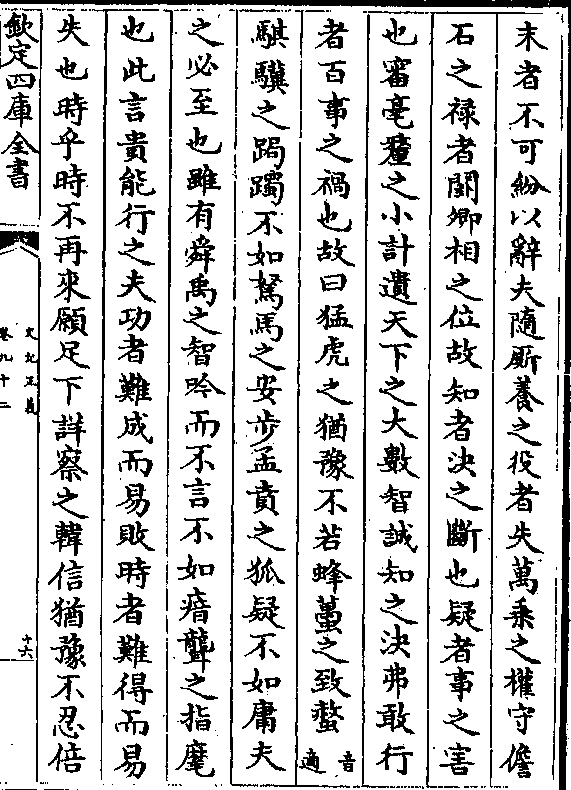 末者不可紛以辭夫隨廝養之役者失萬乗之權守儋
石之禄者闕卿相之位故知者決之斷也疑者事之害
也審亳釐之小計遺天下之大數智誠知之決弗敢行
者百事之禍也故曰猛虎之猶豫不若蜂蠆之致螫音適
騏驥之跼躅不如駑馬之安步孟賁之狐疑不如庸夫
之必至也雖有舜禹之智吟而不言不如瘖聾之指麾
也此言貴能行之夫功者難成而易敗時者難得而易
失也時乎時不再來願足下詳察之韓信猶豫不忍倍
欽定四庫全書
史記正義
卷九十二
十六